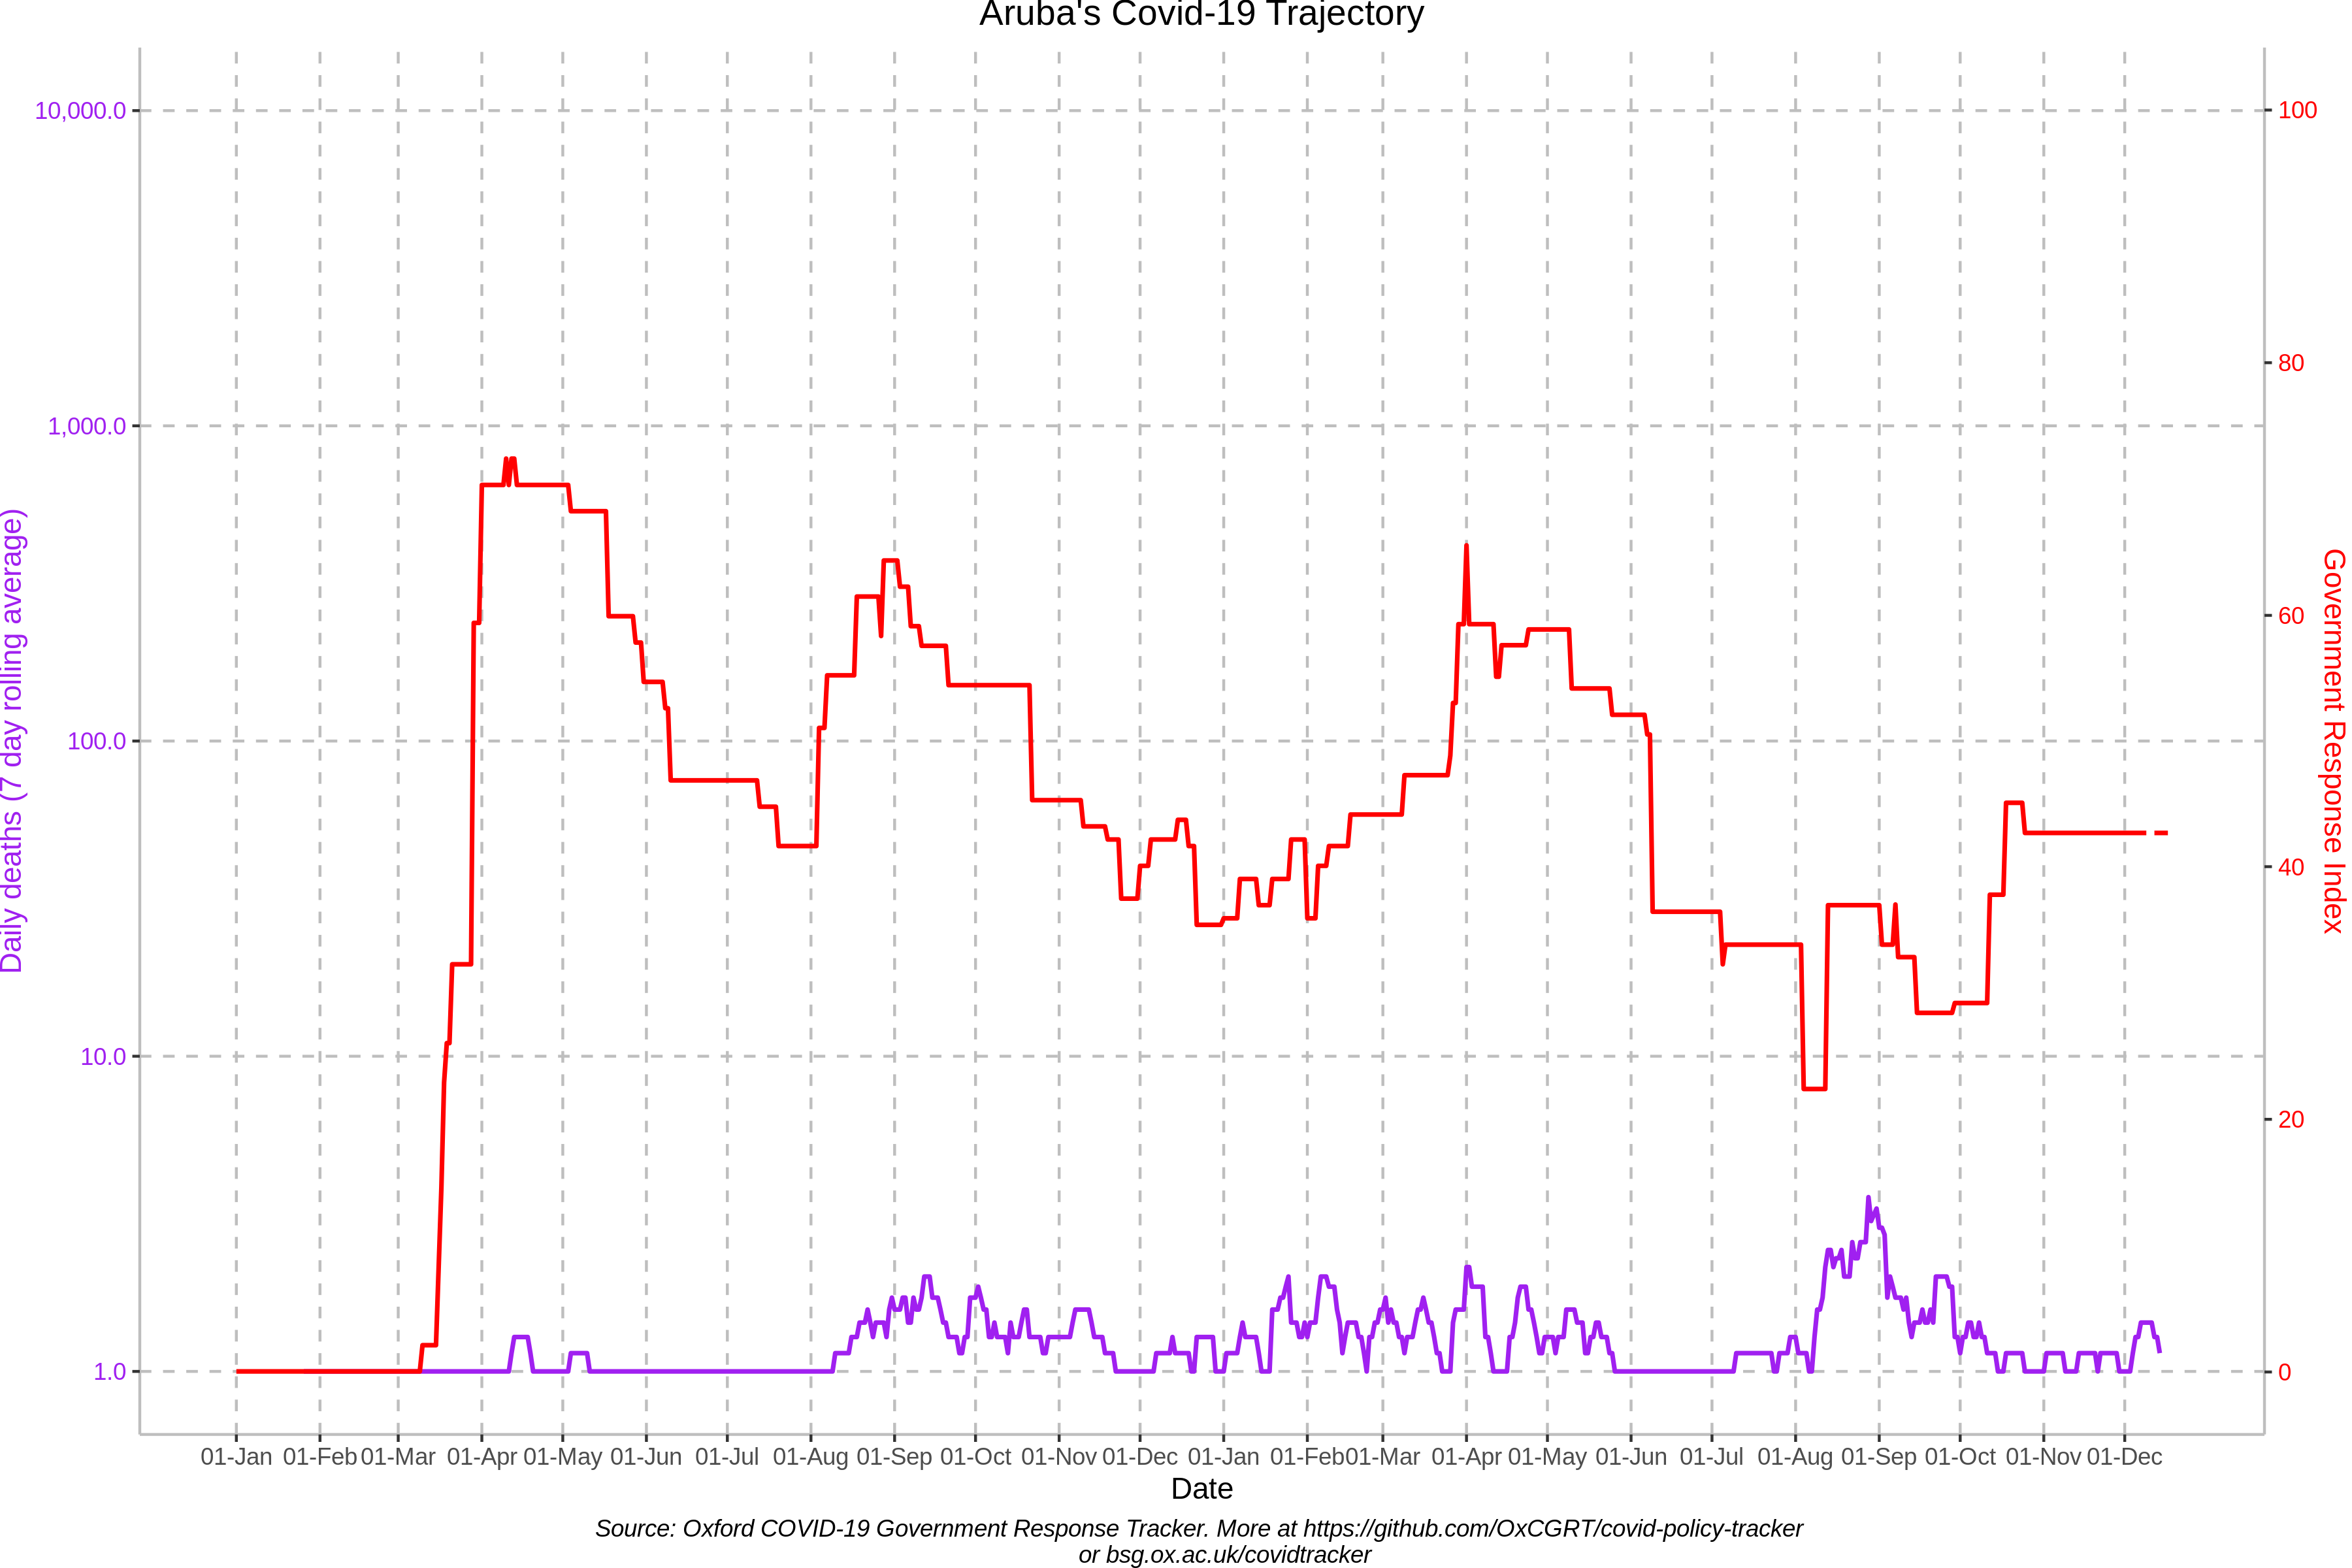 Aruba's Covid-19 Trajectory
10,000.0
1,000.0
100.0
10.0
1.0
Daily deaths (7 day rolling average)
100
80
60
40
20
0
Government Response Index
01-Jan 01-Feb 01-Mar 01-Apr 01-May 01-Jun 01-Jul 01-Aug 01-Sep 01-Oct 01-Nov 01-Dec 01-Jan 01-Feb 01-Mar 01-Apr 01-May 01-Jun 01-Jul 01-Aug 01-Sep 01-Oct 01-Nov 01-Dec
Date
Source: Oxford COVID-19 Government Response Tracker. More at https://github.com/OxCGRT/covid-policy-tracker
or bsg.ox.ac.uk/covidtracker